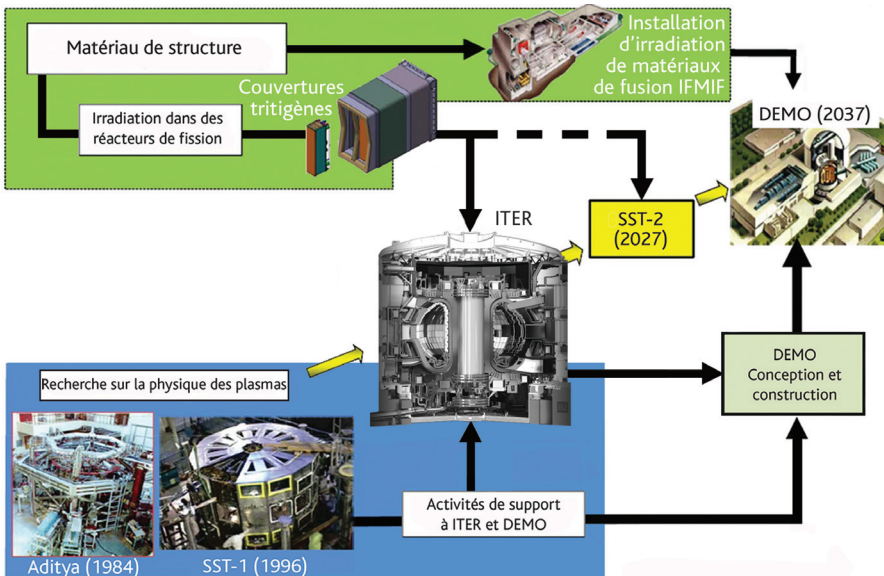 Matériau de structure
Installation
d'irradiation
de matériaux
de fusion IFMIF
Couvertures
tritigènes
Irradiation dans des
réacteurs de fission
DEMO (2037)
ITER
SST-2
(2027)
Recherche sur la physique des plasmas
DEMO
Conception et
construction
Activités de support
à ITER et DEMO
Aditya (1984)
SST-1 (1996)